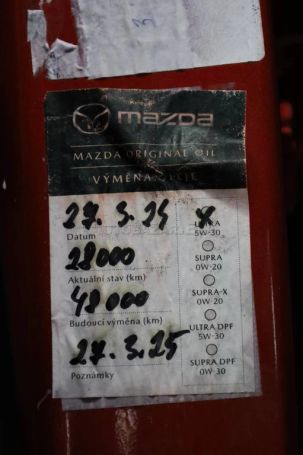 mazda
MAZDA ORIGINAL OIL
VÝMĚNA OLEJE
27. 3. 24
Datum
28000
Aktuální stav (km)
48000
Budoucí výměna (km)
27. 3. 25
Poznámky
ULTRA
5W-30
SUPRA
0W-20
SUPRA-X
0W-20
ULTRA DPF
5W-30
SUPRA DPF
0W-30